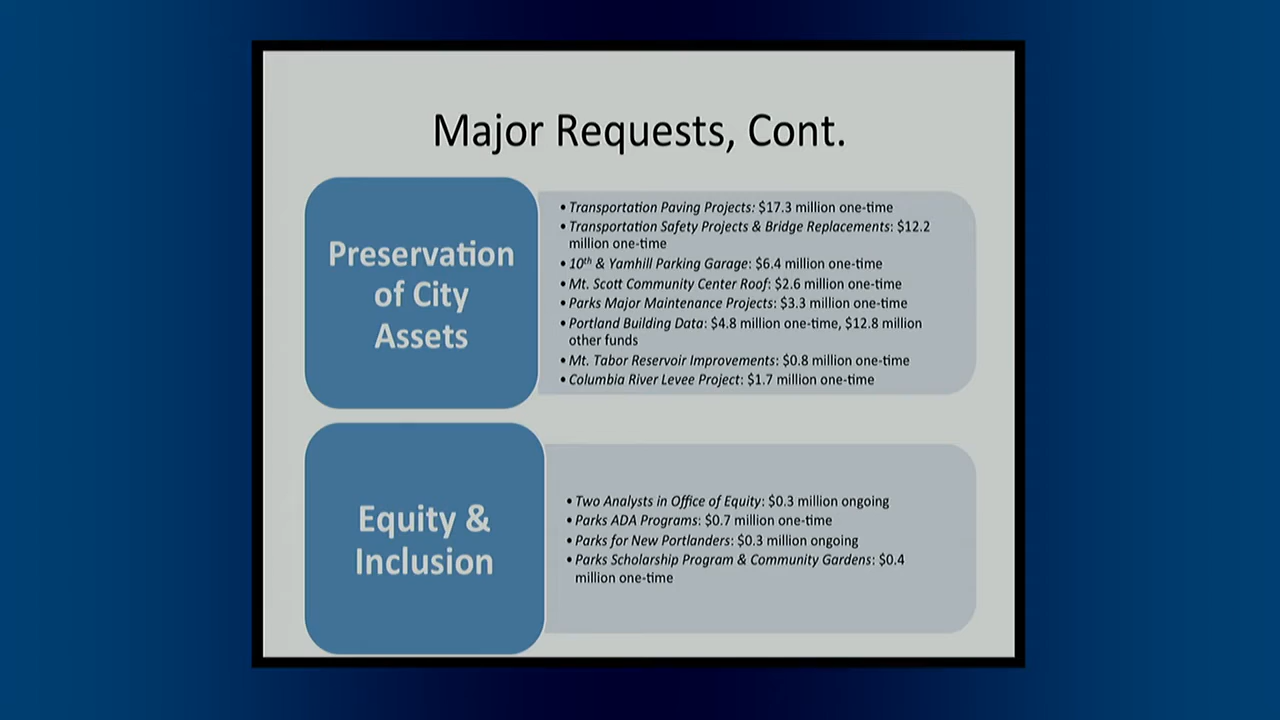 Major Requests, Cont.
Preservation
of City
Assets
• Transportation Paving Projects: $17.3 million one-time
• Transportation Safety Projects & Bridge Replacements: $12.2
million one-time
• 10th & Yamhill Parking Garage: $6.4 million one-time
• Mt. Scott Community Center Roof: $2.6 million one-time
• Parks Major Maintenance Projects: $3.3 million one-time
• Portland Building Data: $4.8 million one-time, $12.8 million
other funds
• Mt. Tabor Reservoir Improvements: $0.8 million one-time
• Columbia River Levee Project: $1.7 million one-time
Equity &
Inclusion
• Two Analysts in Office of Equity: $0.3 million ongoing
• Parks ADA Programs: $0.7 million one-time
• Parks for New Portlanders: $0.3 million ongoing
• Parks Scholarship Program & Community Gardens: $0.4
million one-time